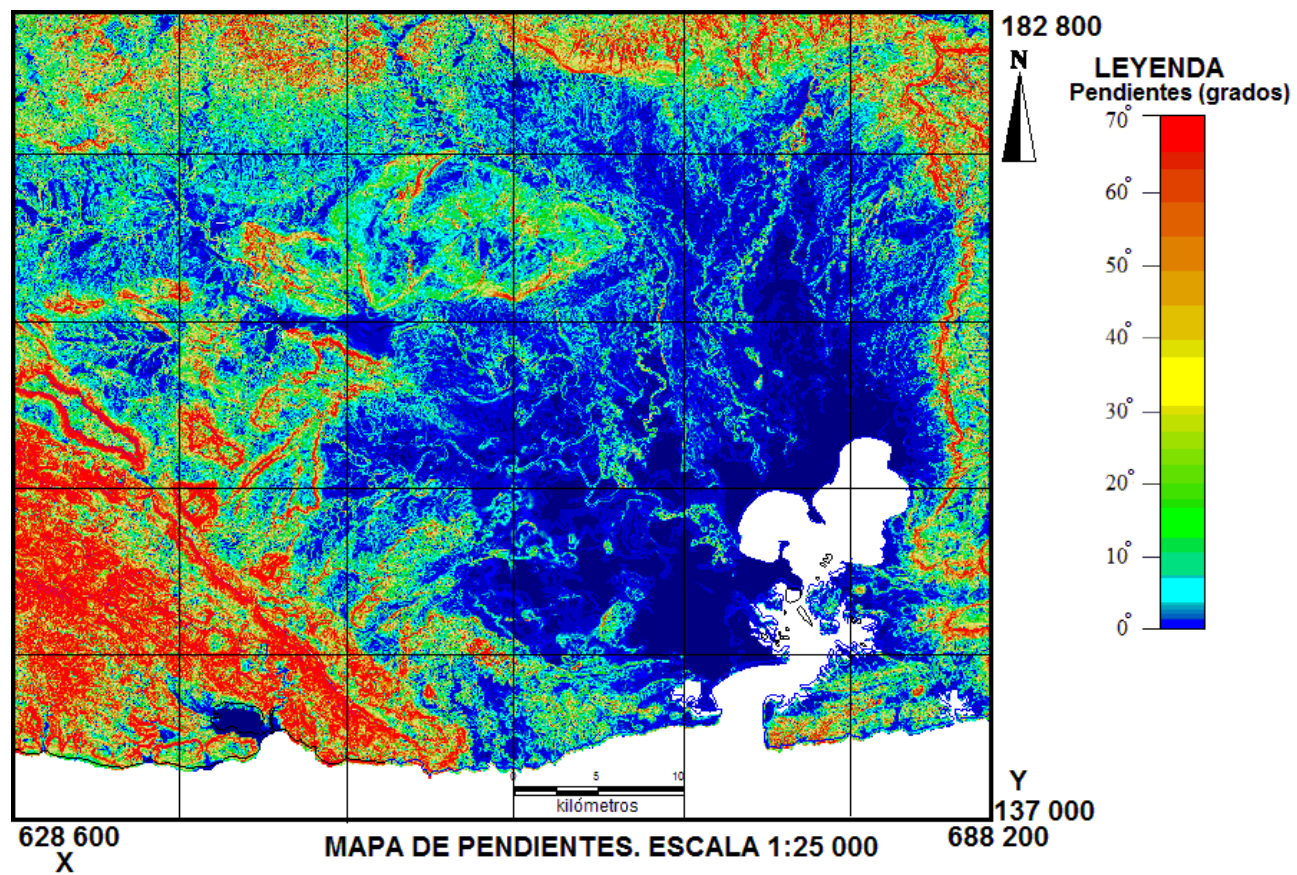 182 800
N
LEYENDA
Pendientes (grados)
70°
60°
50°
40°
30°
20°
10°
0°
0 5 10
kilómetros
Y
137 000
628 600
688 200
X
MAPA DE PENDIENTES. ESCALA 1:25 000